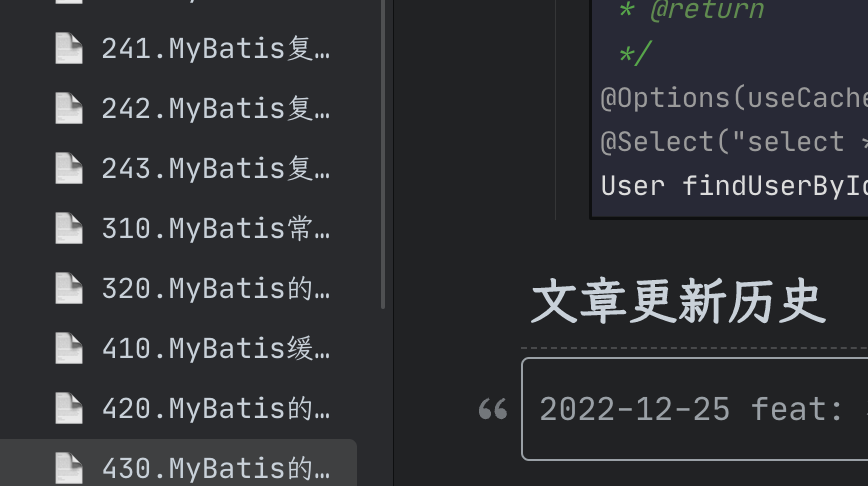 241.MyBatis复…
242.MyBatis复…
243.MyBatis复…
310.MyBatis常…
320.MyBatis的…
410.MyBatis缓…
420.MyBatis的…
430.MyBatis的…
* @return
*/
@Options(useCache
@Select("select *
User findUserById
文章更新历史
2022-12-25 feat: